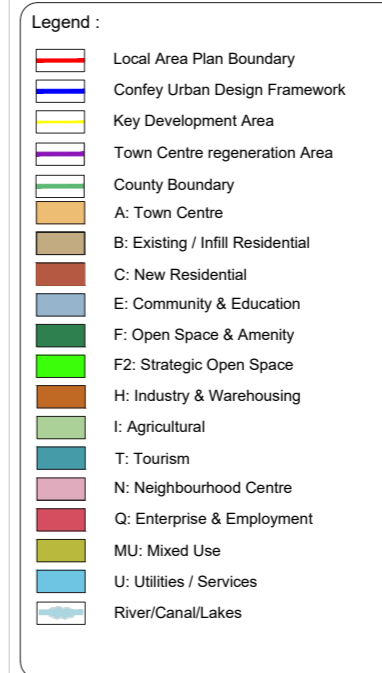 Legend :
Local Area Plan Boundary
Confey Urban Design Framework
Key Development Area
Town Centre regeneration Area
County Boundary
A: Town Centre
B: Existing / Infill Residential
C: New Residential
E: Community & Education
F: Open Space & Amenity
F2: Strategic Open Space
H: Industry & Warehousing
I: Agricultural
T: Tourism
N: Neighbourhood Centre
Q: Enterprise & Employment
MU: Mixed Use
U: Utilities / Services
River/Canal/Lakes